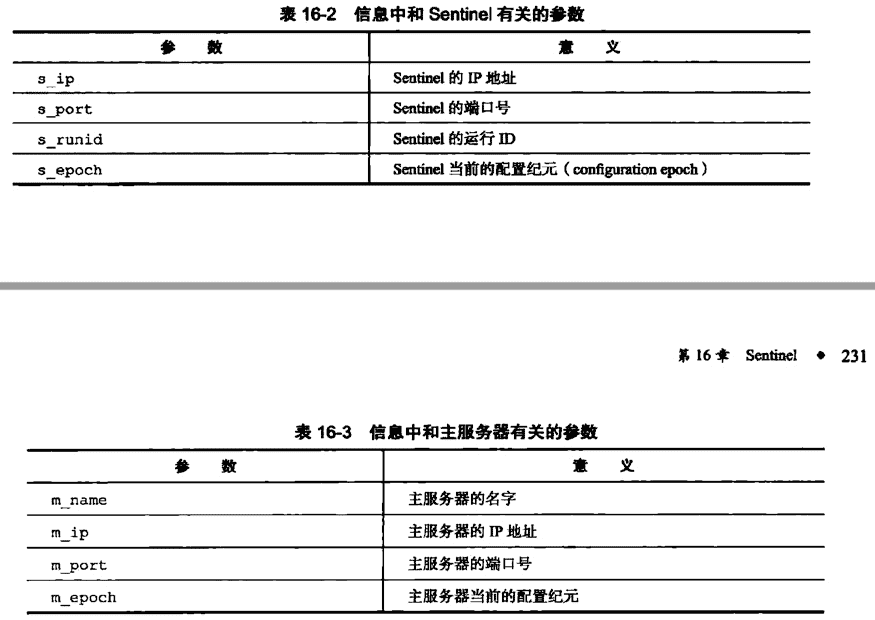 表 16-2 信息中和 Sentinel 有关的参数
参 数 意 义
s_ip Sentinel 的 IP 地址
s_port Sentinel 的端口号
s_runid Sentinel 的运行 ID
s_epoch Sentinel 当前的配置纪元（configuration epoch）
第 16 章 Sentinel ◆ 231
表 16-3 信息中和主服务器有关的参数
参 数 意 义
m_name 主服务器的名字
m_ip 主服务器的 IP 地址
m_port 主服务器的端口号
m_epoch 主服务器当前的配置纪元